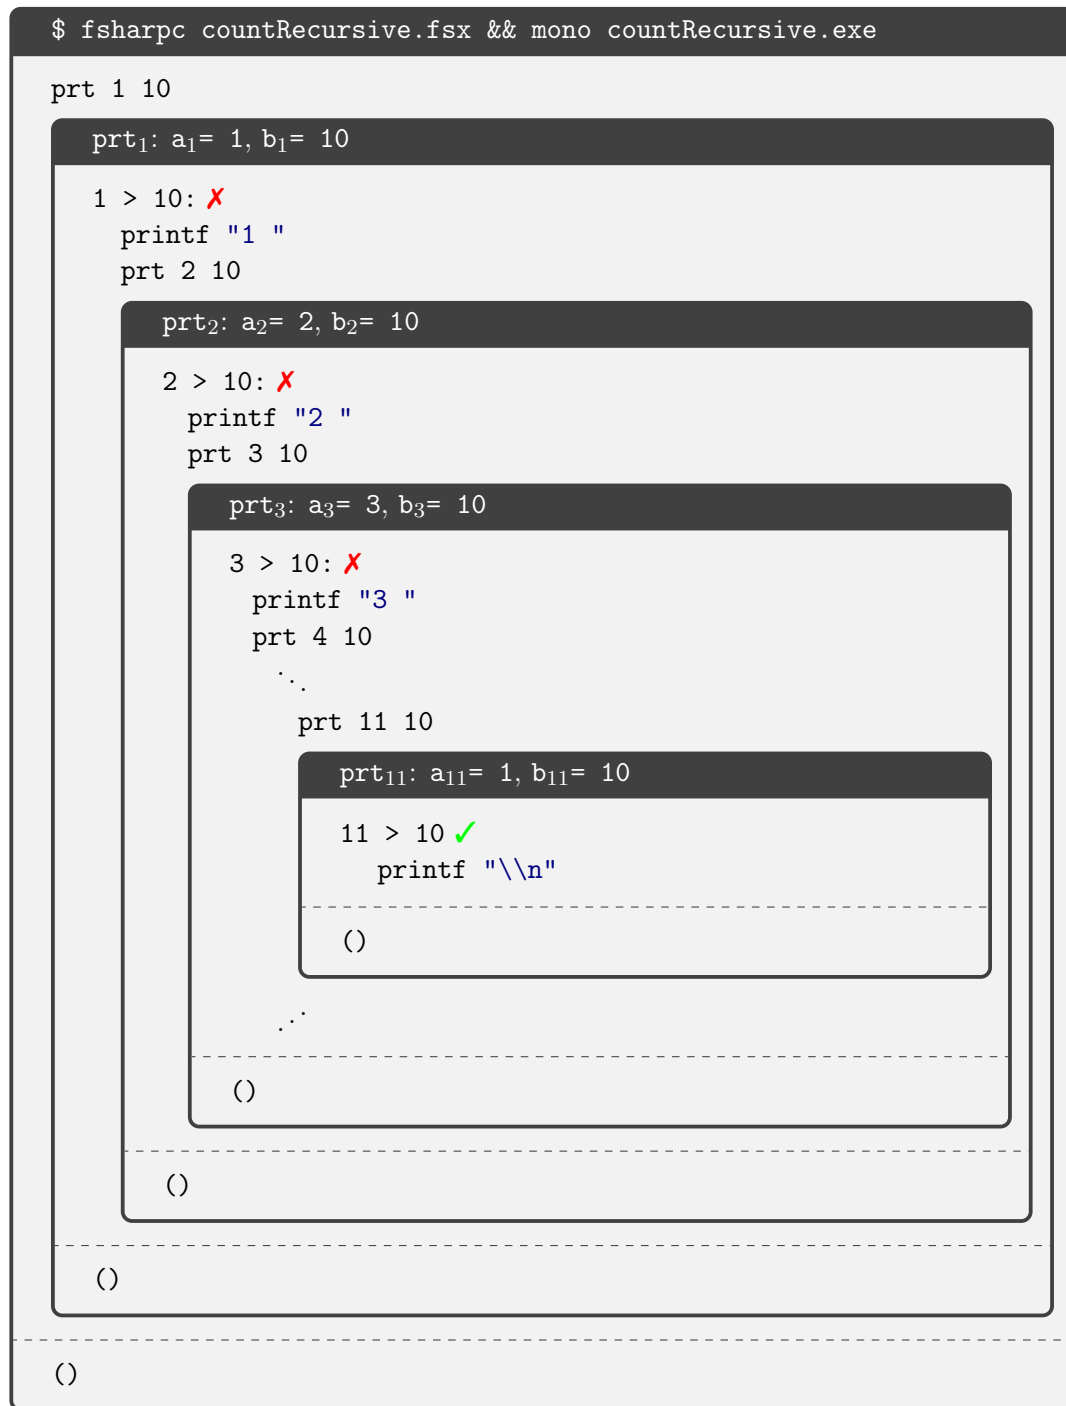 $ fsharpc countRecursive.fsx && mono countRecursive.exe
prt 1 10
prt₁: a₁= 1, b₁= 10
1 > 10: ✗
printf "1 "
prt 2 10
prt₂: a₂= 2, b₂= 10
2 > 10: ✗
printf "2 "
prt 3 10
prt₃: a₃= 3, b₃= 10
3 > 10: ✗
printf "3 "
prt 4 10
⋱
prt 11 10
prt₁₁: a₁₁= 1, b₁₁= 10
11 > 10 ✓
printf "\\n"
()
⋰
()
()
()
()